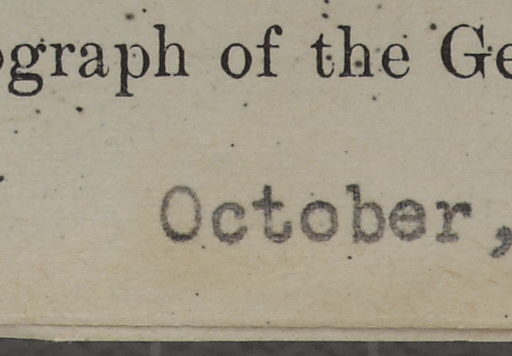 ograph of the Ge
October,